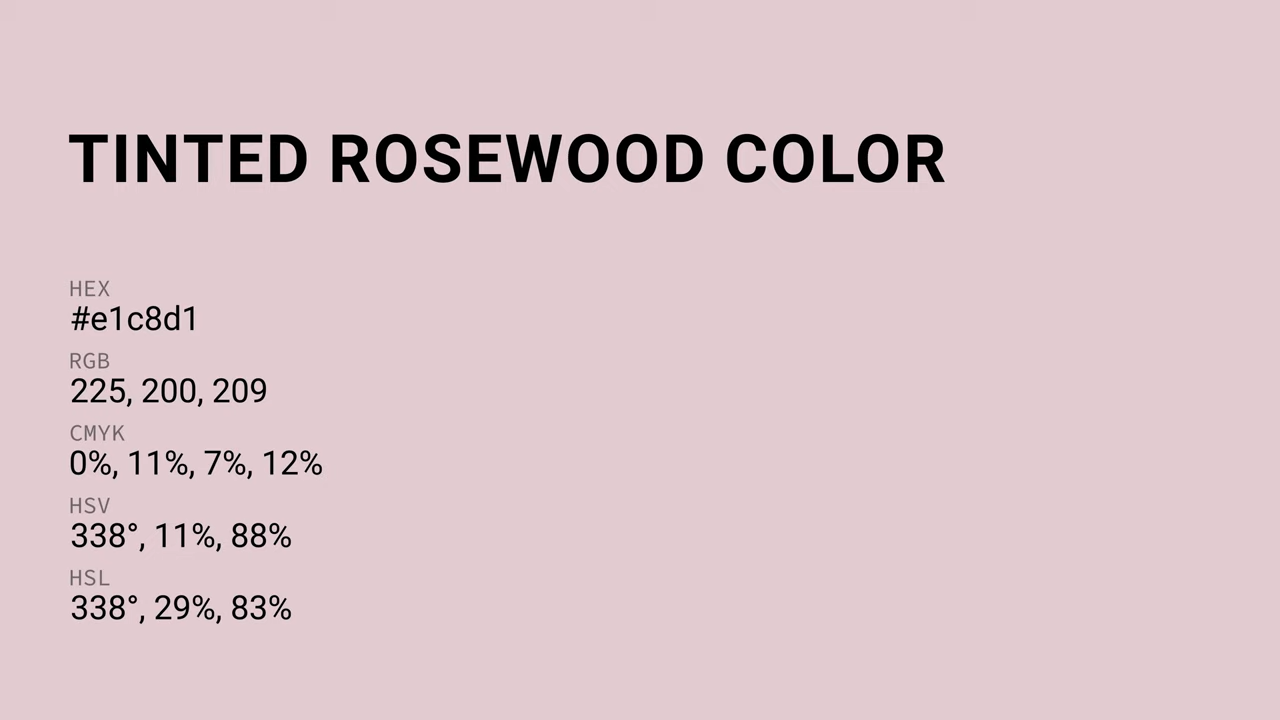 TINTED ROSEWOOD COLOR
HEX
#e1c8d1
RGB
225, 200, 209
CMYK
0%, 11%, 7%, 12%
HSV
338°, 11%, 88%
HSL
338°, 29%, 83%